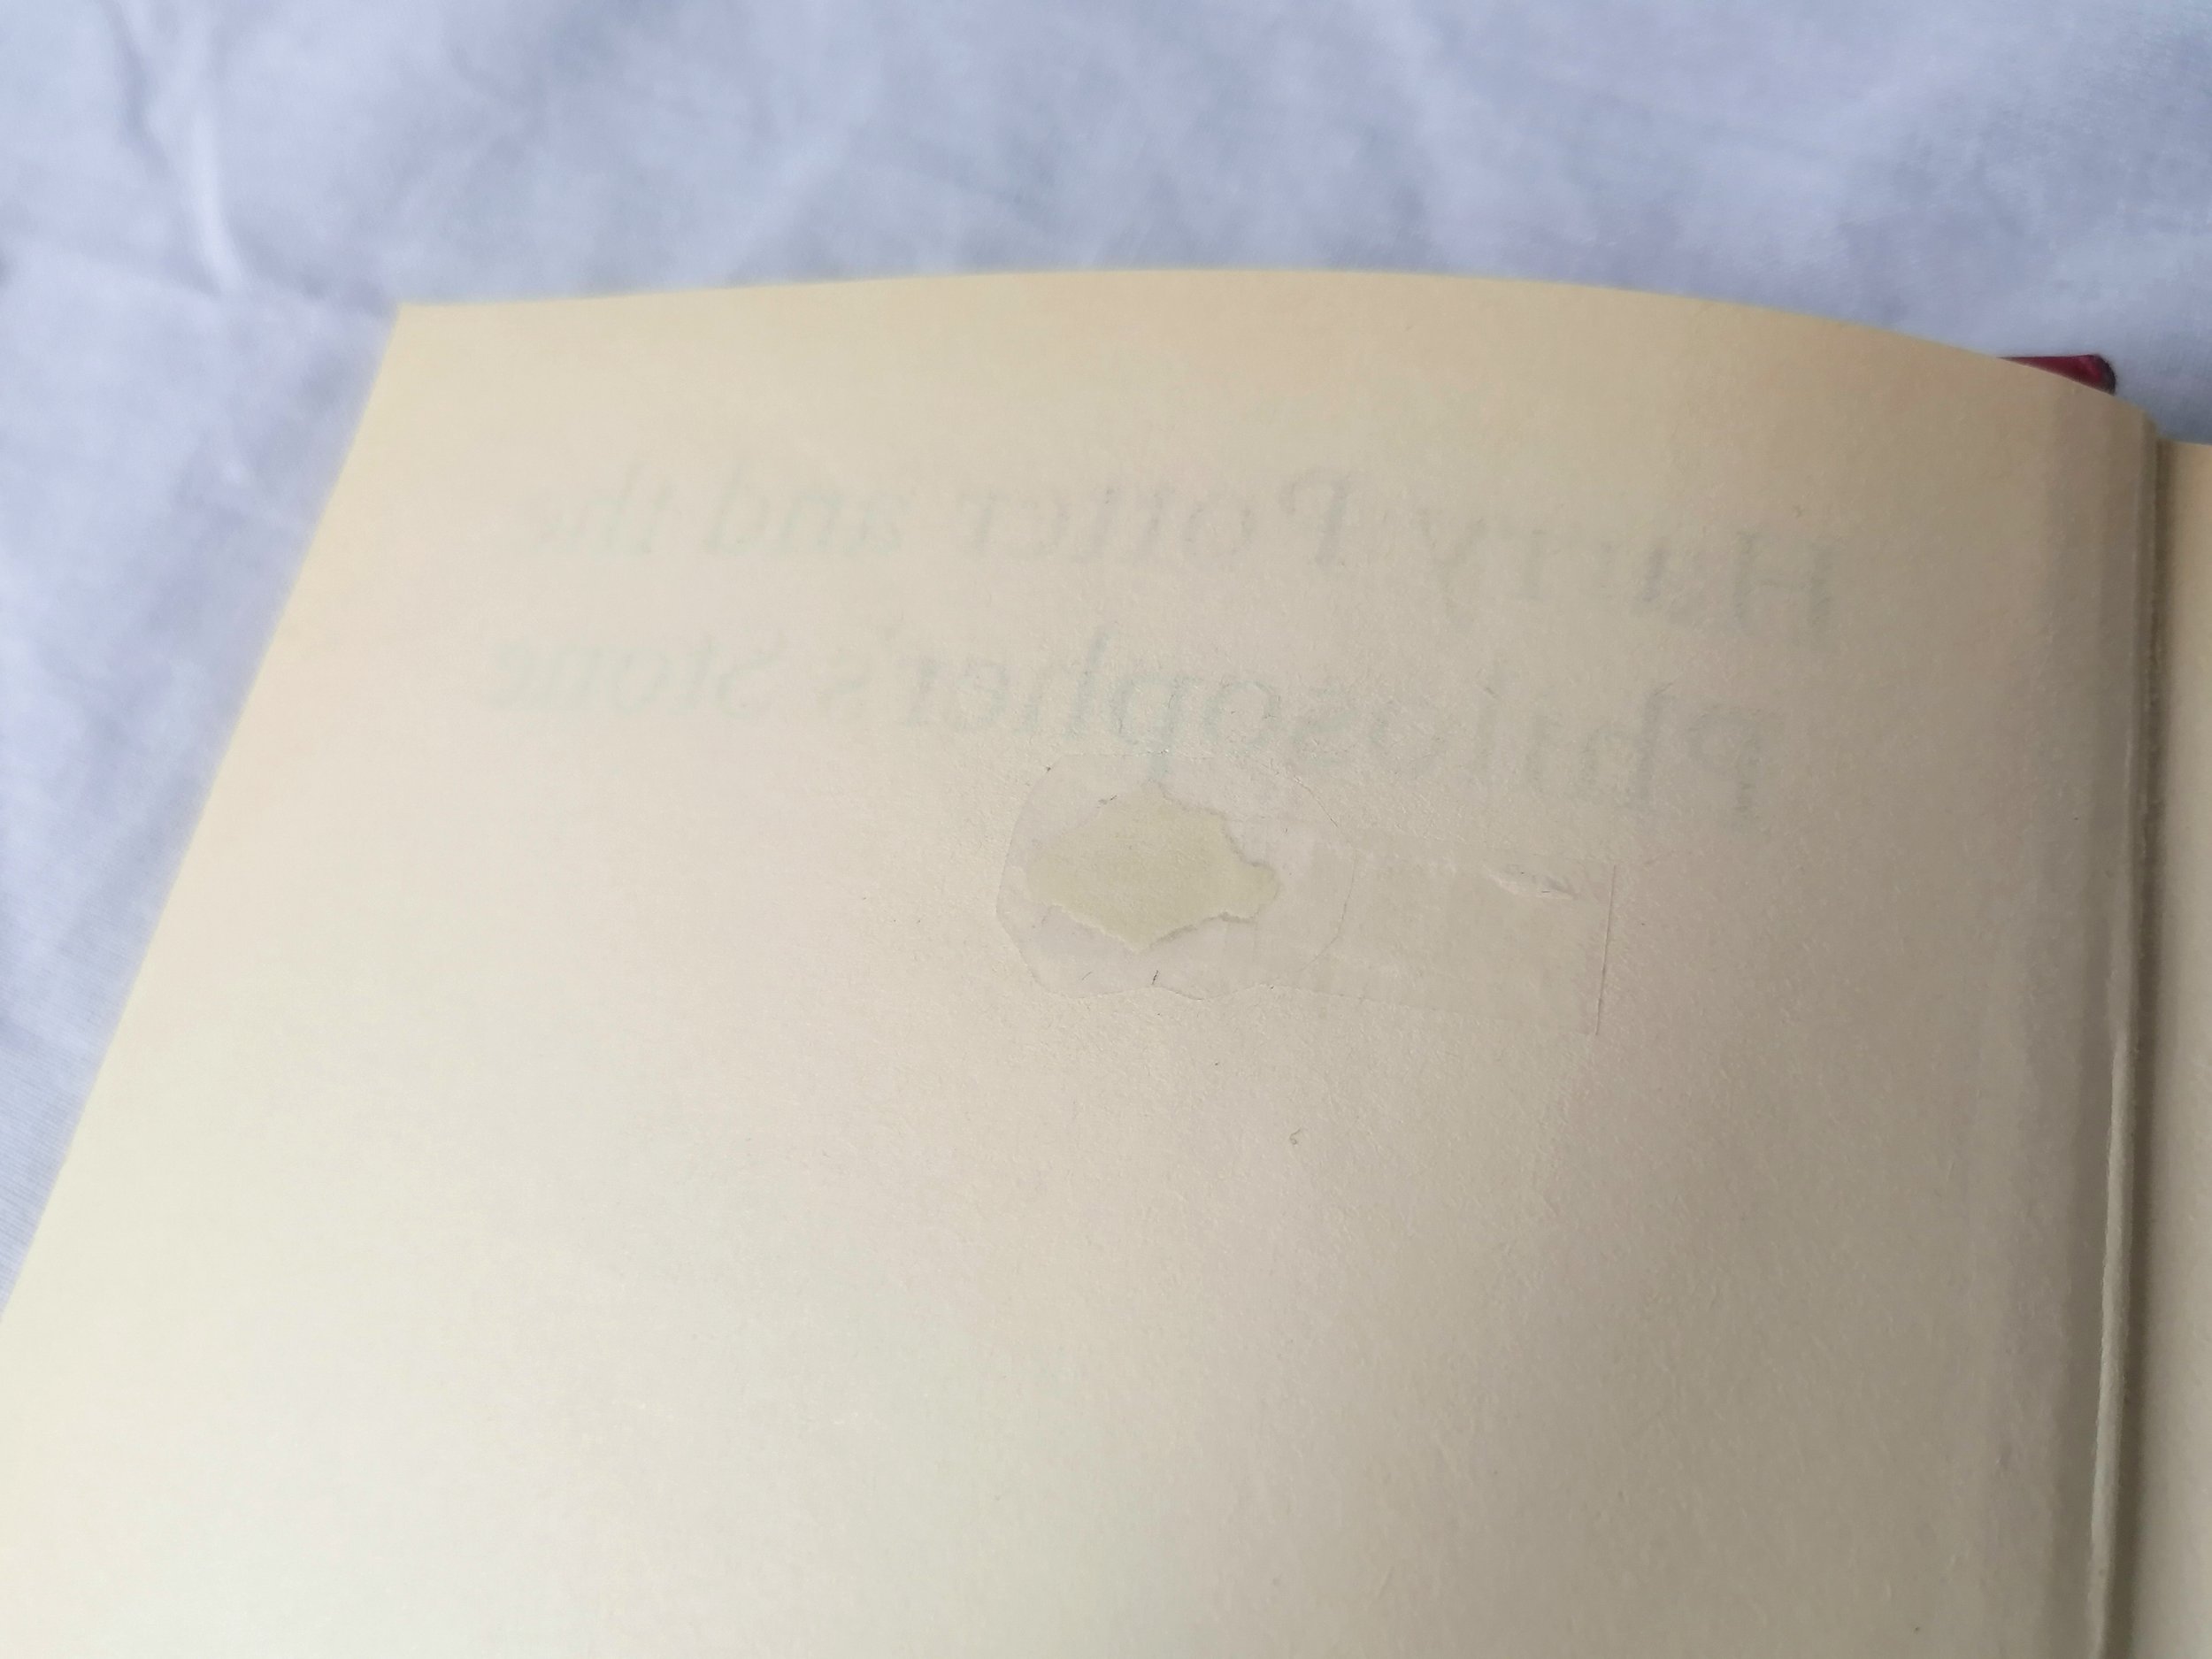 Harry Potter and the
Philosopher's Stone